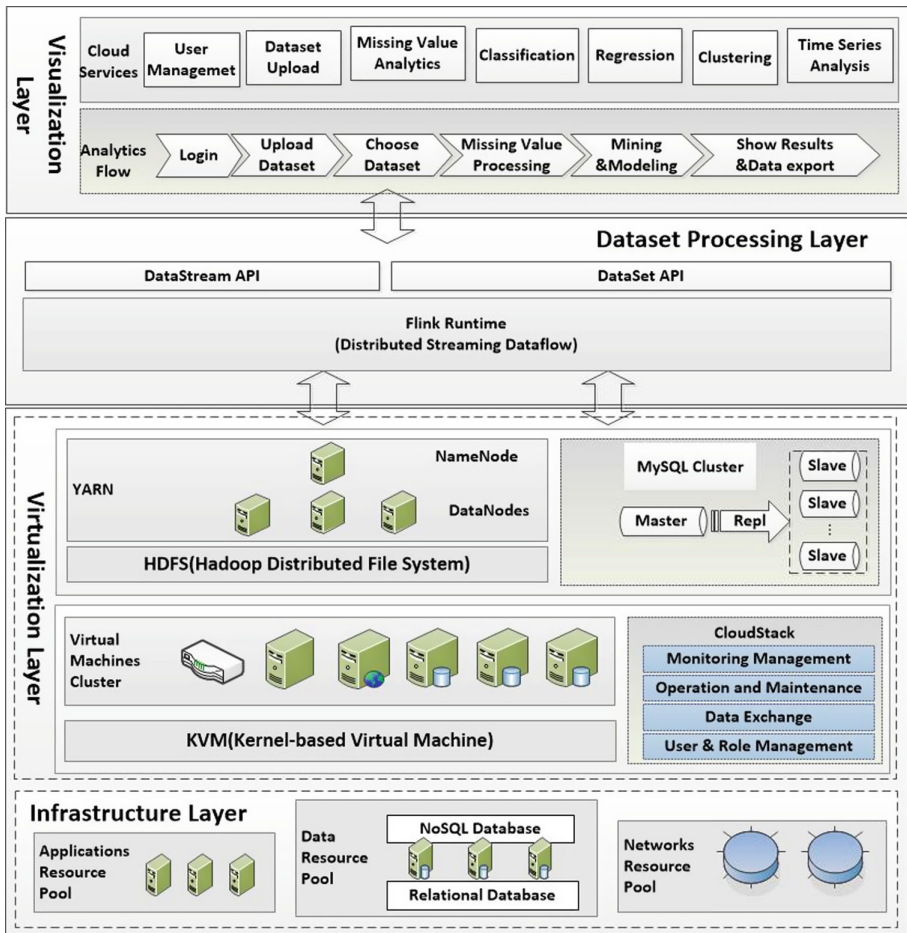 Visualization
Layer
Cloud
Services
User
Managemet
Dataset
Upload
Missing Value
Analytics
Classification
Regression
Clustering
Time Series
Analysis
Analytics
Flow
Login
Upload
Dataset
Choose
Dataset
Missing Value
Processing
Mining
&Modeling
Show Results
&Data export
Dataset Processing Layer
DataStream API
DataSet API
Flink Runtime
(Distributed Streaming Dataflow)
Virtualization Layer
YARN
NameNode
DataNodes
HDFS(Hadoop Distributed File System)
MySQL Cluster
Master
Repl
Slave
Slave
...
Slave
Virtual
Machines
Cluster
KVM(Kernel-based Virtual Machine)
CloudStack
Monitoring Management
Operation and Maintenance
Data Exchange
User & Role Management
Infrastructure Layer
Applications
Resource
Pool
Data
Resource
Pool
NoSQL Database
Relational Database
Networks
Resource
Pool